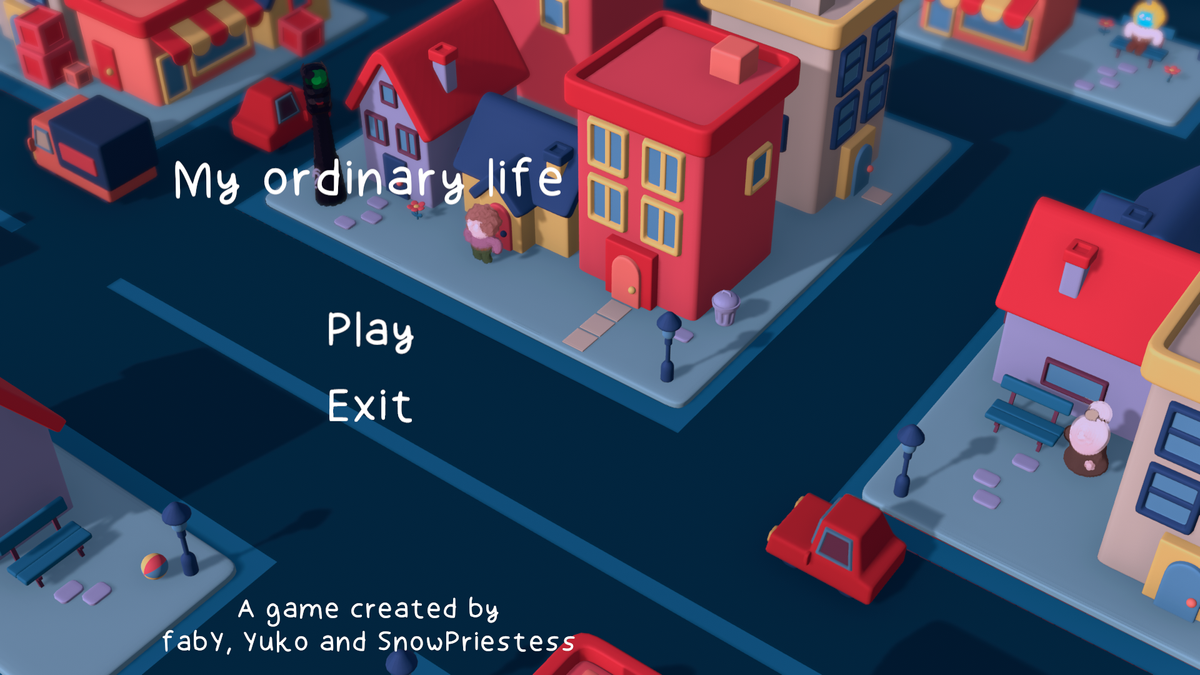 My ordinary life
Play
Exit
A game created by
fabY, Yuko and SnowPriestess